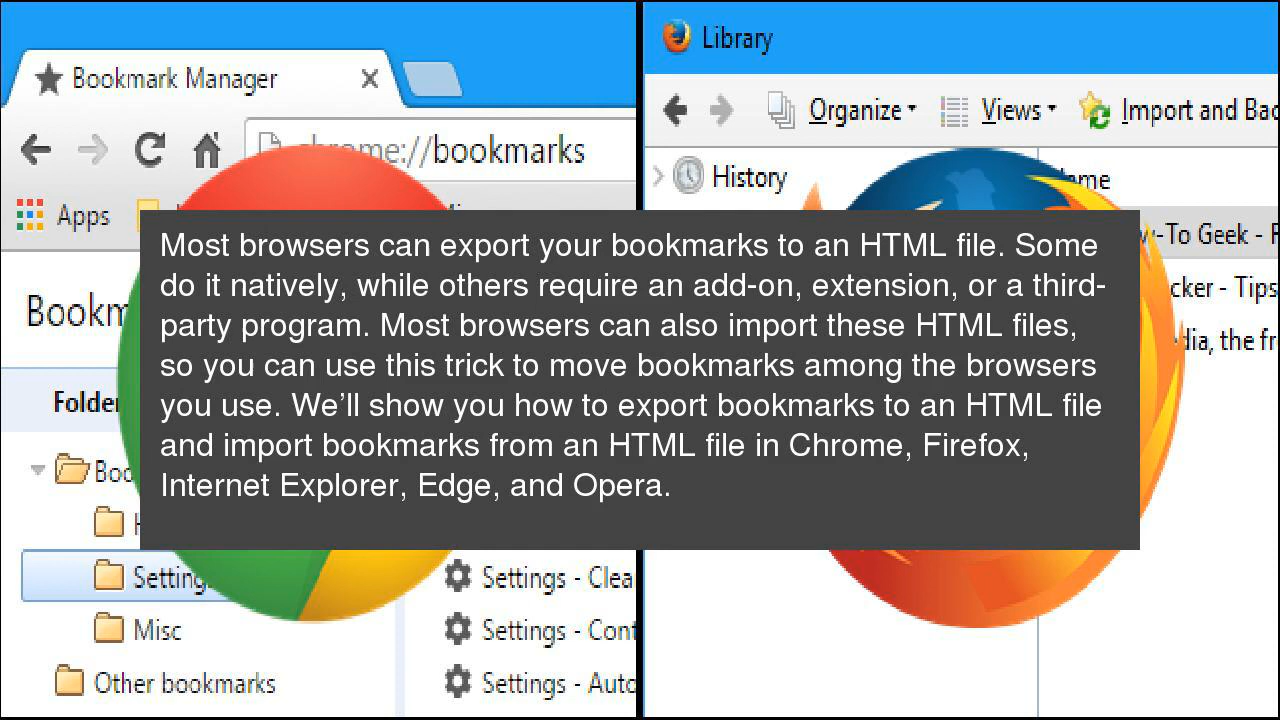 Bookmark Manager
chrome://bookmarks
Apps
Folde
Settings
Misc
Other bookmarks
Settings - Clea
Settings - Cont
Settings - Auto
Library
Organize
Views
Import and Bac
History
-To Geek - F
cker - Tips
dia, the fr
Most browsers can export your bookmarks to an HTML file. Some
do it natively, while others require an add-on, extension, or a third-
party program. Most browsers can also import these HTML files,
so you can use this trick to move bookmarks among the browsers
you use. We’ll show you how to export bookmarks to an HTML file
and import bookmarks from an HTML file in Chrome, Firefox,
Internet Explorer, Edge, and Opera.